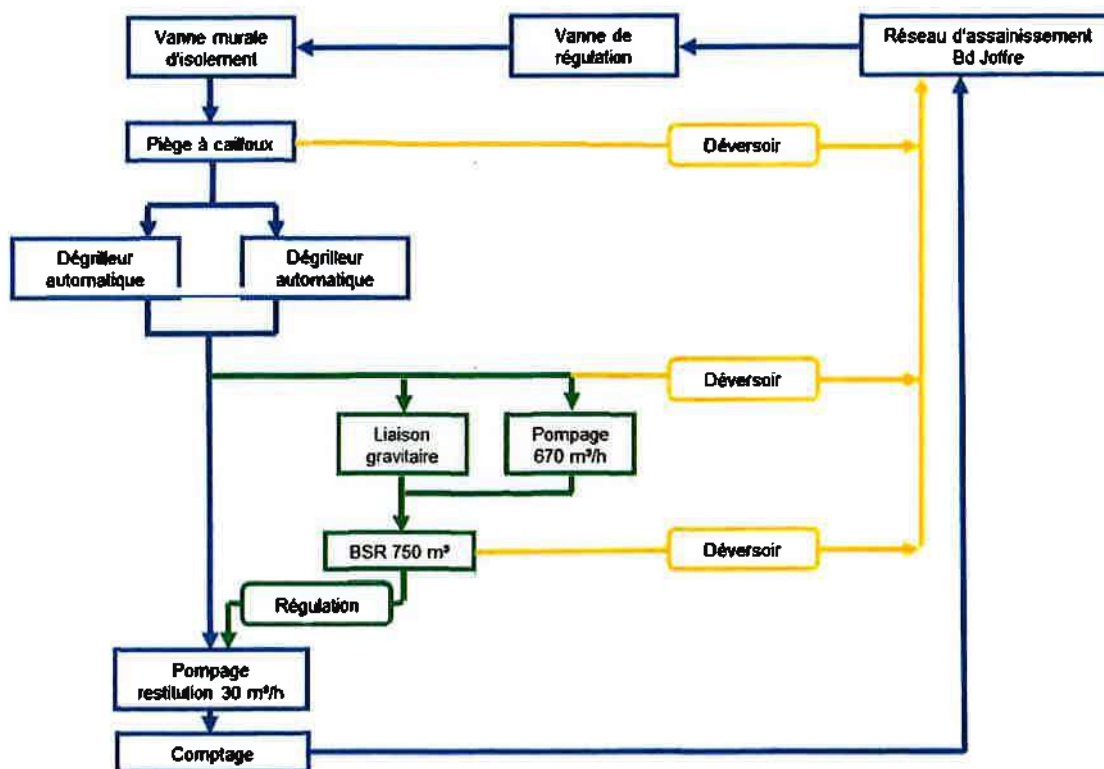 Vanne murale
d'isolement
Vanne de
régulation
Réseau d'assainissement
Bd Joffre
Piège à cailloux
Déversoir
Dégrilleur
automatique
Dégrilleur
automatique
Déversoir
Liaison
gravitaire
Pompage
670 m³/h
BSR 750 m³
Déversoir
Régulation
Pompage
restitution 30 m³/h
Comptage